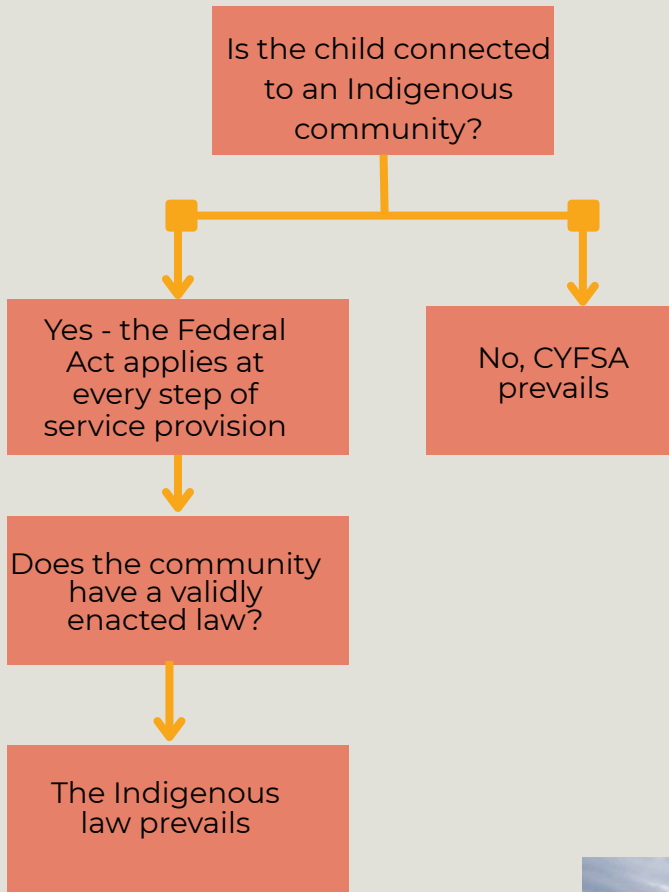 Is the child connected
to an Indigenous
community?
Yes - the Federal
Act applies at
every step of
service provision
No, CYFSA
prevails
Does the community
have a validly
enacted law?
The Indigenous
law prevails